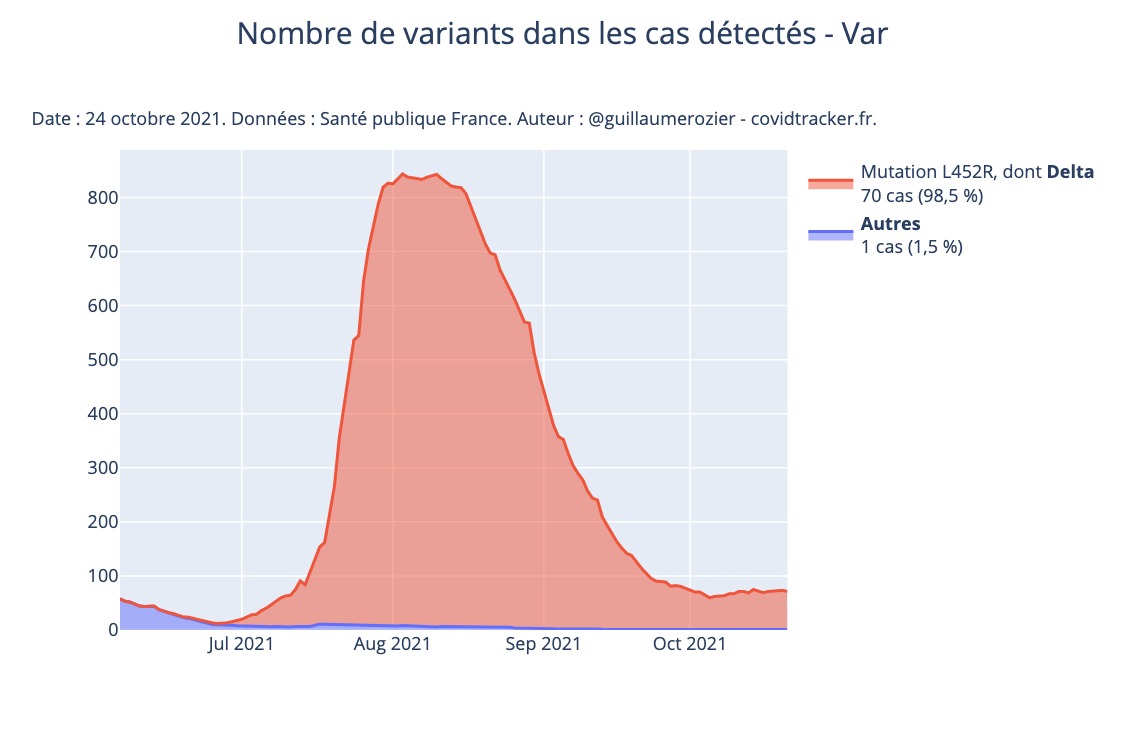 Nombre de variants dans les cas détectés - Var
Date : 24 octobre 2021. Données : Santé publique France. Auteur : @guillaumerozier - covidtracker.fr.
Mutation L452R, dont Delta
70 cas (98,5 %)
Autres
1 cas (1,5 %)
800
700
600
500
400
300
200
100
0
Jul 2021
Aug 2021
Sep 2021
Oct 2021